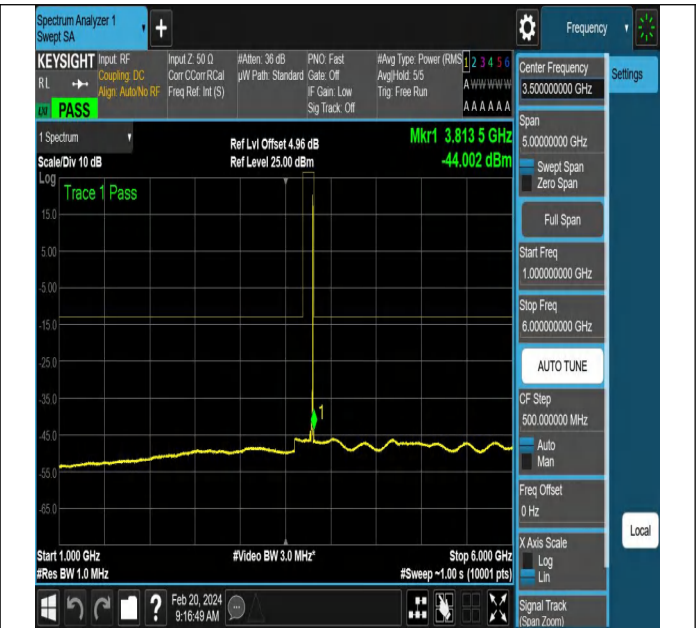 Spectrum Analyzer 1
Swept SA
Frequency
KEYSIGHT
Input: RF
Coupling: DC
Align: Auto/No RF
Input Z: 50 Ω
Corr CCorr RCal
Freq Ref: Int (S)
#Atten: 36 dB
µW Path: Standard
PNO: Fast
Gate: Off
IF Gain: Low
Sig Track: Off
#Avg Type: Power (RMS)
Avg|Hold: 5/5
Trig: Free Run
1 2 3 4 5 6
A W W W W W
A A A A A A
RL
PASS
1 Spectrum
Scale/Div 10 dB
Ref Lvl Offset 4.96 dB
Ref Level 25.00 dBm
Mkr1 3.813 5 GHz
-44.002 dBm
Log
Trace 1 Pass
15.0
5.00
-5.00
-15.0
-25.0
-35.0
-45.0
-55.0
-65.0
1
Start 1.000 GHz
#Res BW 1.0 MHz
#Video BW 3.0 MHz*
Stop 6.000 GHz
#Sweep ~1.00 s (10001 pts)
Feb 20, 2024
9:16:49 AM
Center Frequency
3.500000000 GHz
Settings
Span
5.00000000 GHz
Swept Span
Zero Span
Full Span
Start Freq
1.000000000 GHz
Stop Freq
6.000000000 GHz
AUTO TUNE
CF Step
500.000000 MHz
Auto
Man
Freq Offset
0 Hz
X Axis Scale
Log
Lin
Local
Signal Track
(Span Zoom)